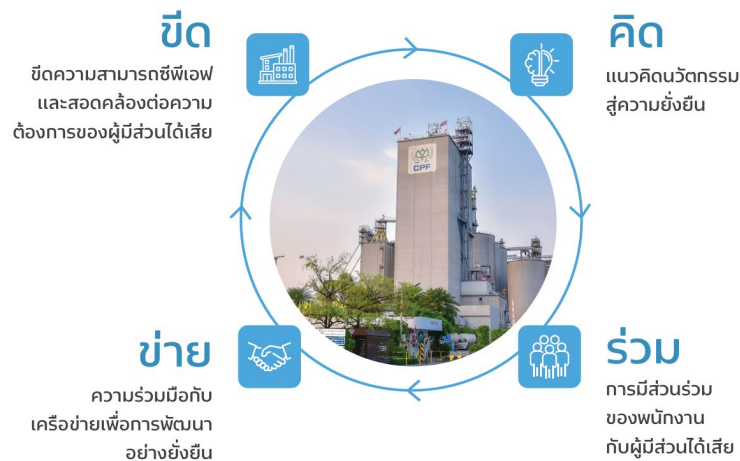 ขีด
ขีดความสามารถซีพีเอฟ
และสอดคล้องต่อความ
ต้องการของผู้มีส่วนได้เสีย
คิด
แนวคิดนวัตกรรม
สู่ความยั่งยืน
CPF
ข่าย
ความร่วมมือกับ
เครือข่ายเพื่อการพัฒนา
อย่างยั่งยืน
ร่วม
การมีส่วนร่วม
ของพนักงาน
กับผู้มีส่วนได้เสีย